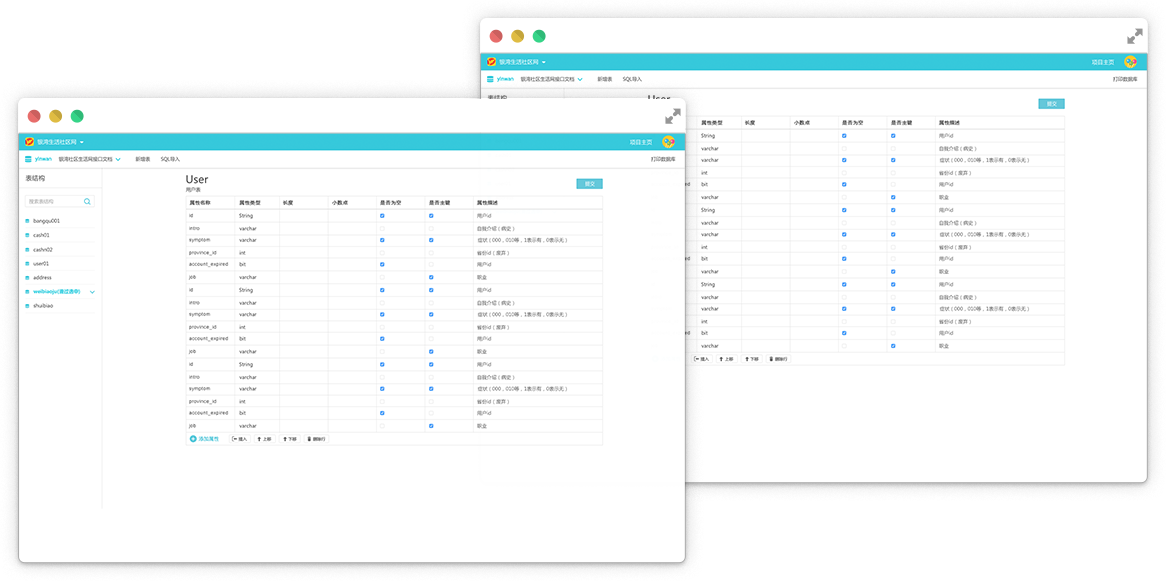 银湾生活社区网
项目主页
yinwan 银湾社区生活网接口文档 新增表 SQL导入
打印数据库
提交
属性类型 长度 小数点 是否为空 是否主键 属性描述
String 用户id
varchar 自我介绍（病史）
varchar 症状（000，010等，1表示有，0表示无）
int 省份id（废弃）
bit 用户id
varchar 职业
String 用户id
varchar 自我介绍（病史）
varchar 症状（000，010等，1表示有，0表示无）
int 省份id（废弃）
bit 用户id
varchar 职业
String 用户id
varchar 自我介绍（病史）
varchar 症状（000，010等，1表示有，0表示无）
int 省份id（废弃）
bit 用户id
varchar 职业
插入 上移 下移 删除行
银湾生活社区网
项目主页
yinwan 银湾社区生活网接口文档 新增表 SQL导入
打印数据库
表结构
搜索表结构
bangqu001
cash01
cashn02
user01
address
shuibiao
User
用户表
提交
属性名称 属性类型 长度 小数点 是否为空 是否主键 属性描述
id String 用户id
intro varchar 自我介绍（病史）
symptom varchar 症状（000，010等，1表示有，0表示无）
province_id int 省份id（废弃）
account_expired bit 用户id
job varchar 职业
id String 用户id
intro varchar 自我介绍（病史）
symptom varchar 症状（000，010等，1表示有，0表示无）
province_id int 省份id（废弃）
account_expired bit 用户id
job varchar 职业
id String 用户id
intro varchar 自我介绍（病史）
symptom varchar 症状（000，010等，1表示有，0表示无）
province_id int 省份id（废弃）
account_expired bit 用户id
job varchar 职业
添加属性 插入 上移 下移 删除行